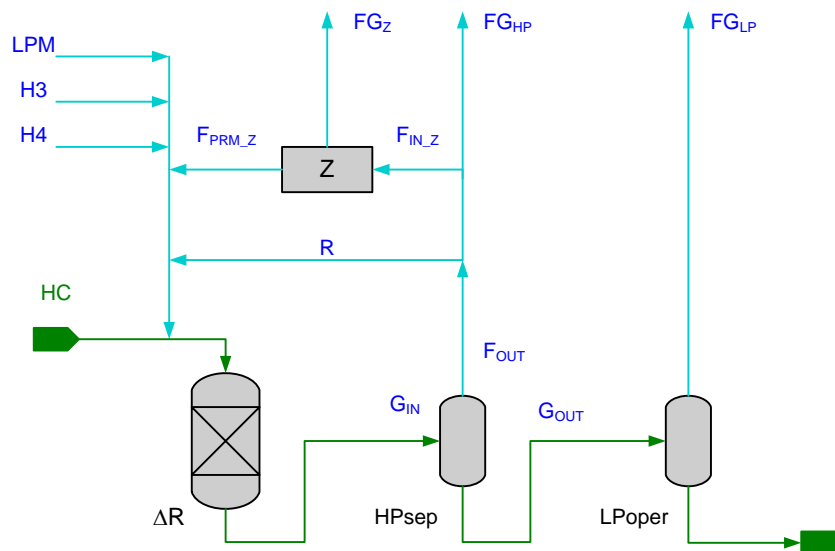 FG_Z
FG_HP
FG_LP
LPM
H3
H4
F_PRM_Z
F_IN_Z
Z
R
HC
F_OUT
G_IN
G_OUT
ΔR
HPsep
LPoper